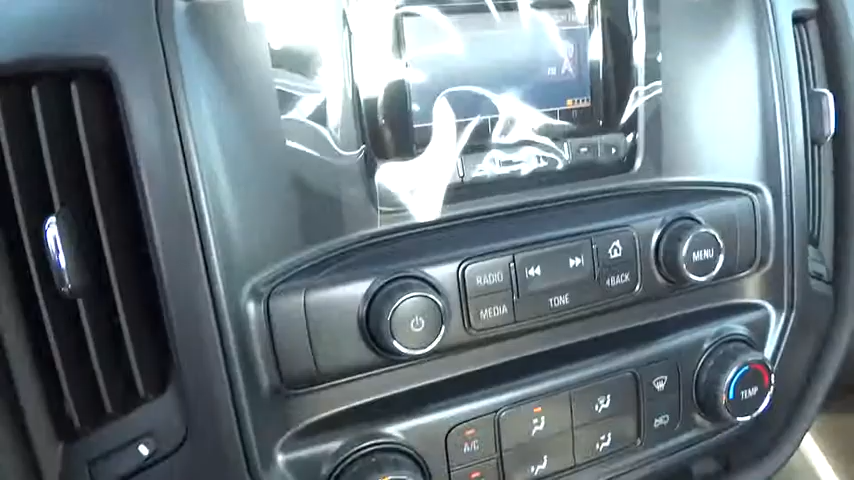 RADIO
MEDIA
TONE
BACK
MENU
A/C
TEMP